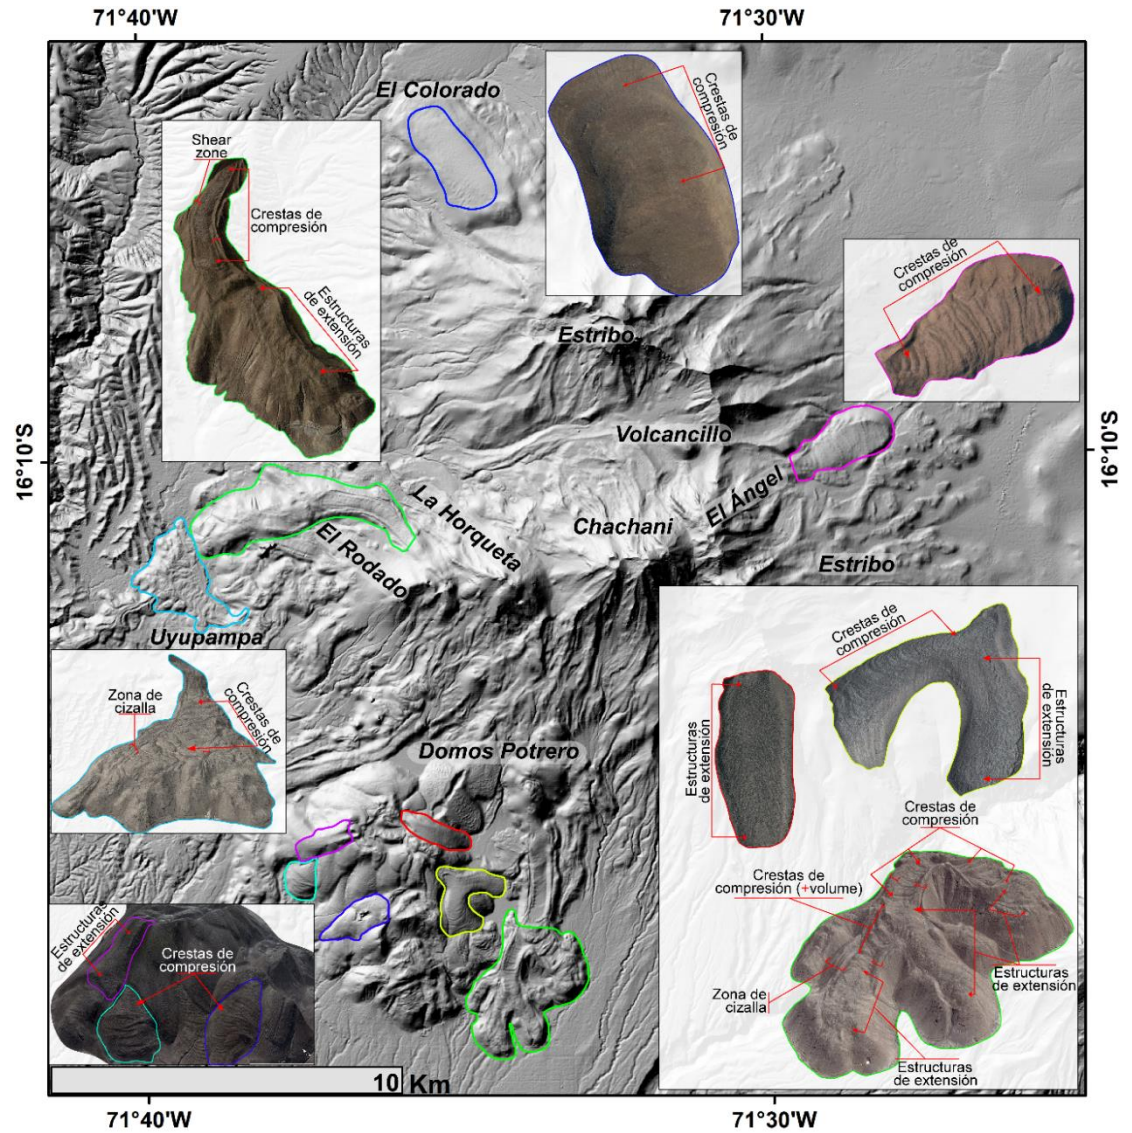 71°40'W
71°30'W
El Colorado
Crestas de
compresión
Shear
zone
Crestas de
compresión
Estructuras
de extensión
Crestas de
compresión
Estribo
Volcancillo
16°10'S
16°10'S
El Ángel
La Horqueta
Chachani
El Rodado
Estribo
Uyupampa
Zona de
cizalla
Crestas de
compresión
Crestas de
compresión
Estructuras
de extensión
Estructuras
de extensión
Domos Potrero
Crestas de
compresión
Crestas de
compresión (+volume)
Estructuras
de extensión
Zona de
cizalla
Estructuras
de extensión
Estructuras
de extensión
Crestas de
compresión
10 Km
71°40'W
71°30'W